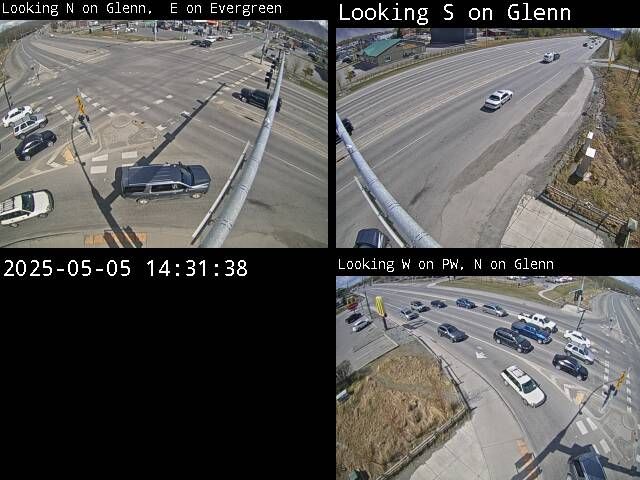 Looking N on Glenn, E on Evergreen
Looking S on Glenn
2025-05-05 14:31:38
Looking W on PW, N on Glenn